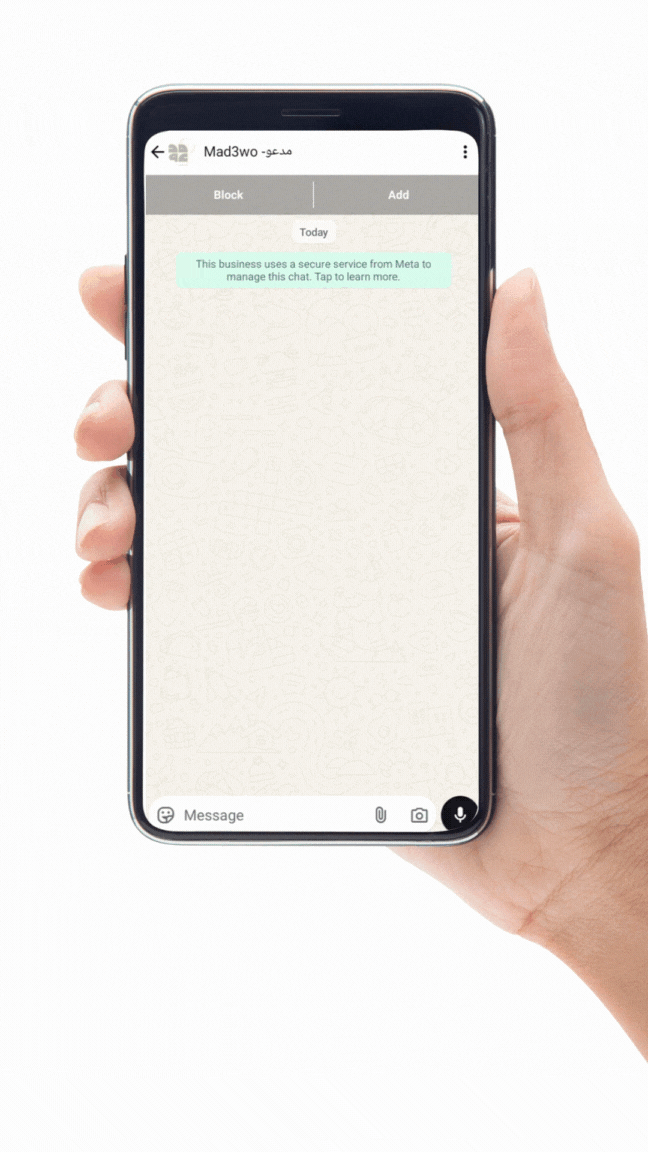 Mad3wo -مدعو
Block
Add
Today
This business uses a secure service from Meta to
manage this chat. Tap to learn more.
Message